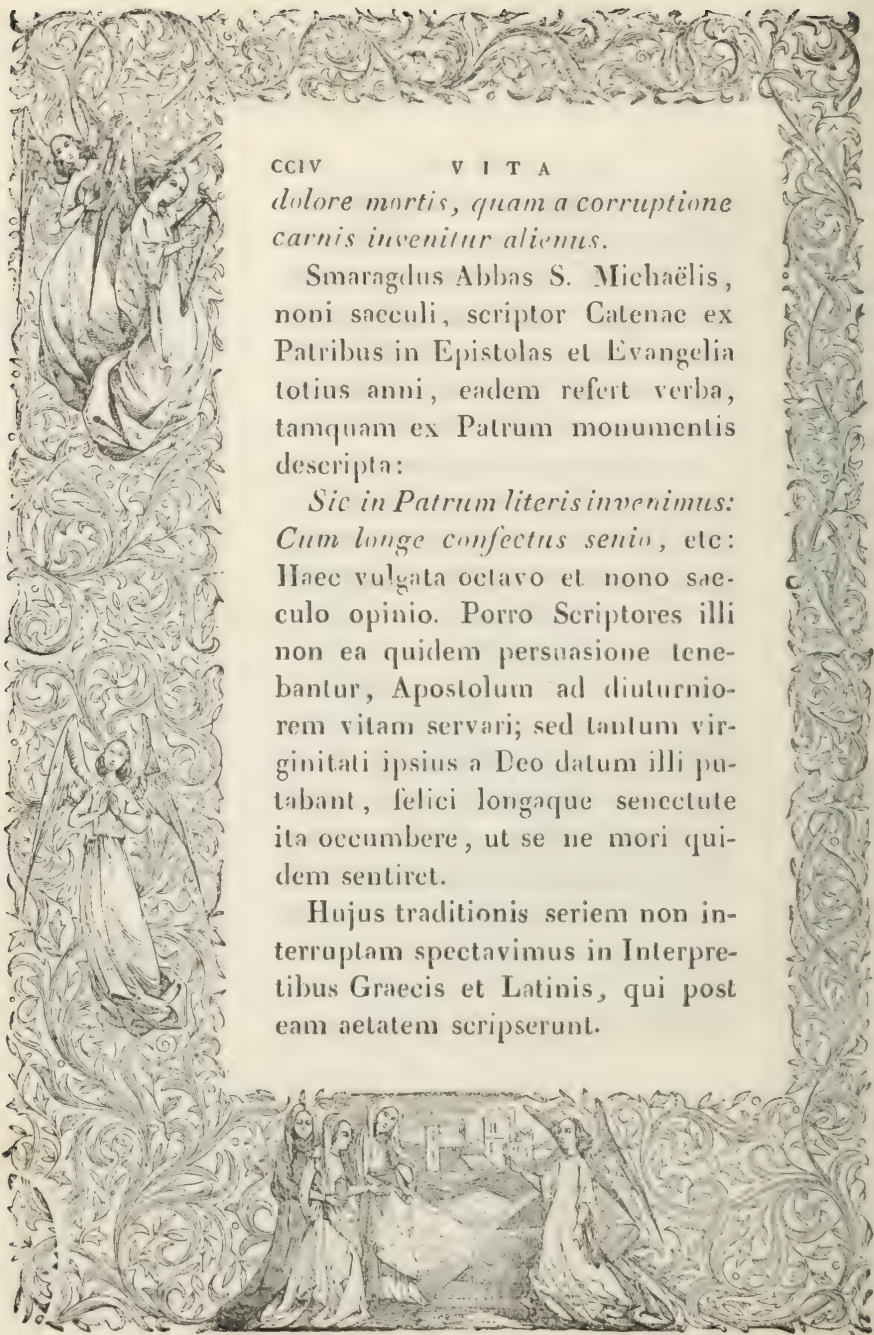 CCIV VITA
dolore mortis, quam a corruptione
carnis invenitur alienus.
Smaragdus Abbas S. Michaëlis,
noni saeculi, scriptor Catenae ex
Patribus in Epistolas et Evangelia
totius anni, eadem refert verba,
tamquam ex Patrum monumentis
descripta:
Sic in Patrum literis invenimus:
Cum longe confectus senio, etc:
Haec vulgata octavo et nono sae-
culo opinio. Porro Scriptores illi
non ea quidem persuasione tene-
bantur, Apostolum ad diuturnio-
rem vitam servari; sed tantum vir-
ginitati ipsius a Deo datum illi pu-
tabant, felici longaque senectute
ita occumbere, ut se ne mori qui-
dem sentiret.
Hujus traditionis seriem non in-
terruptam spectavimus in Interpre-
tibus Graecis et Latinis, qui post
eam aetatem scripserunt.